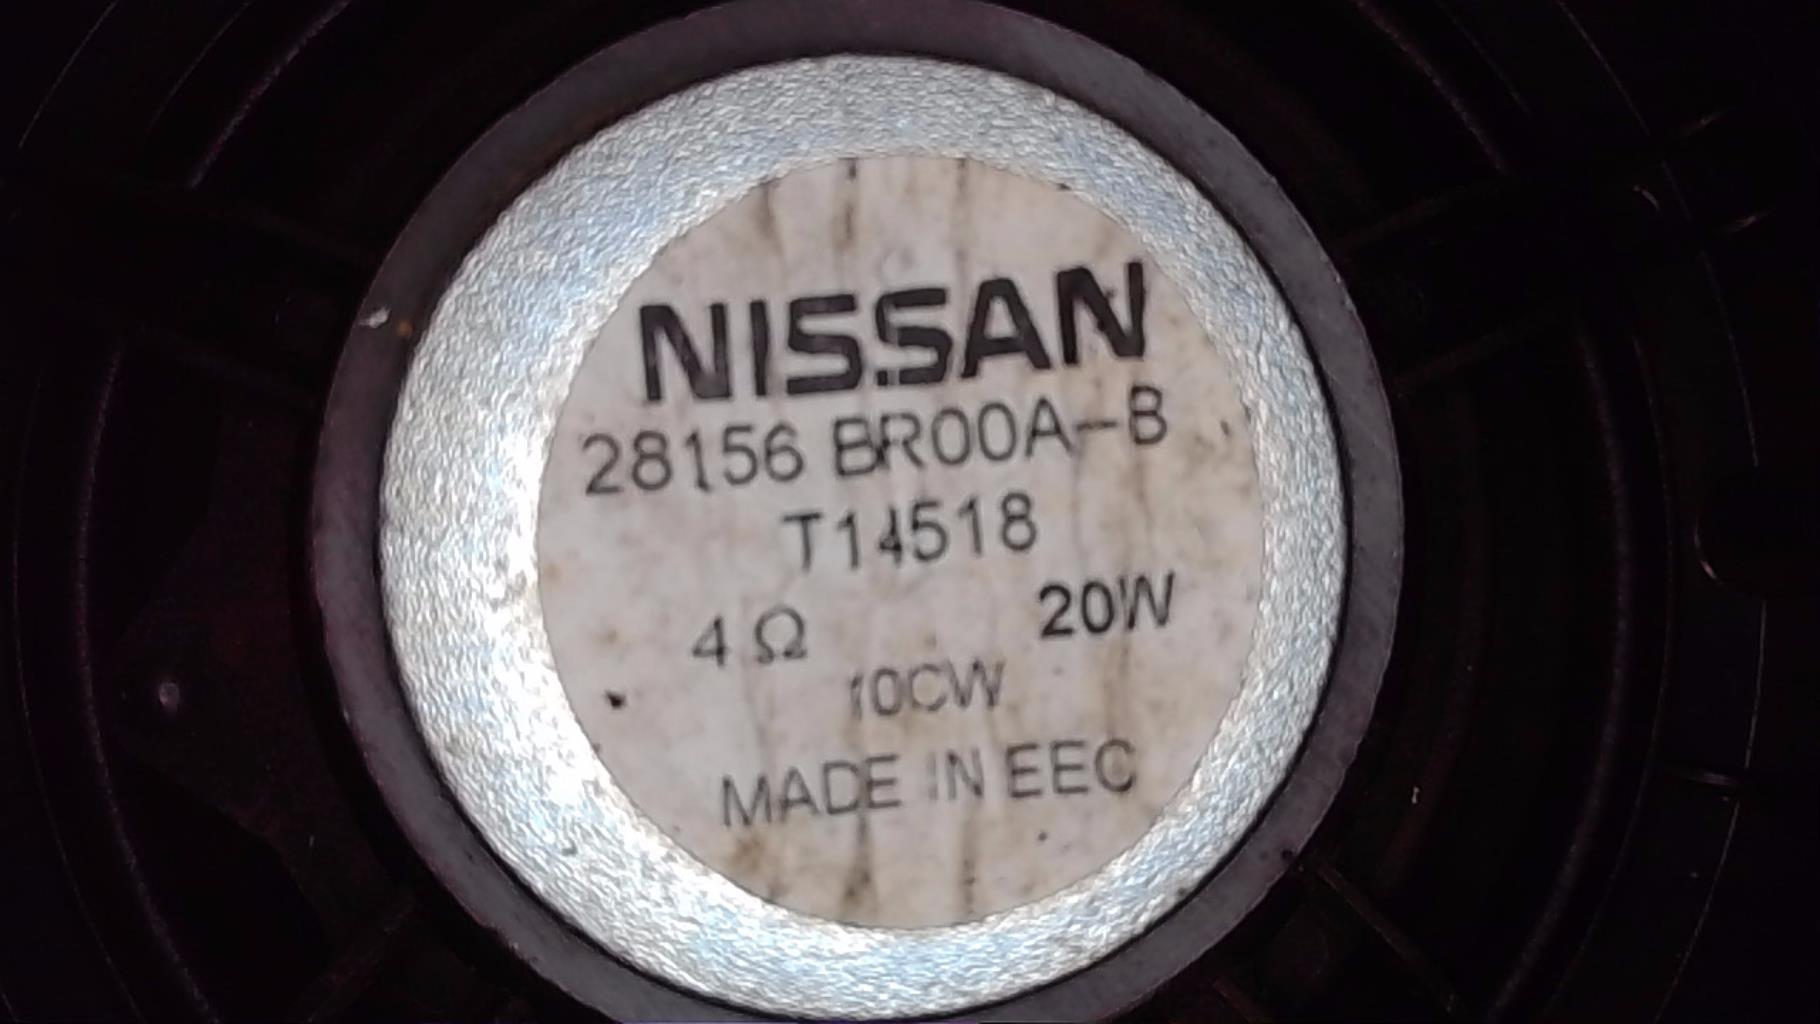 NISSAN
28156 BR00A-B
T14518
4 Ω 20W
10CW
MADE IN EEC